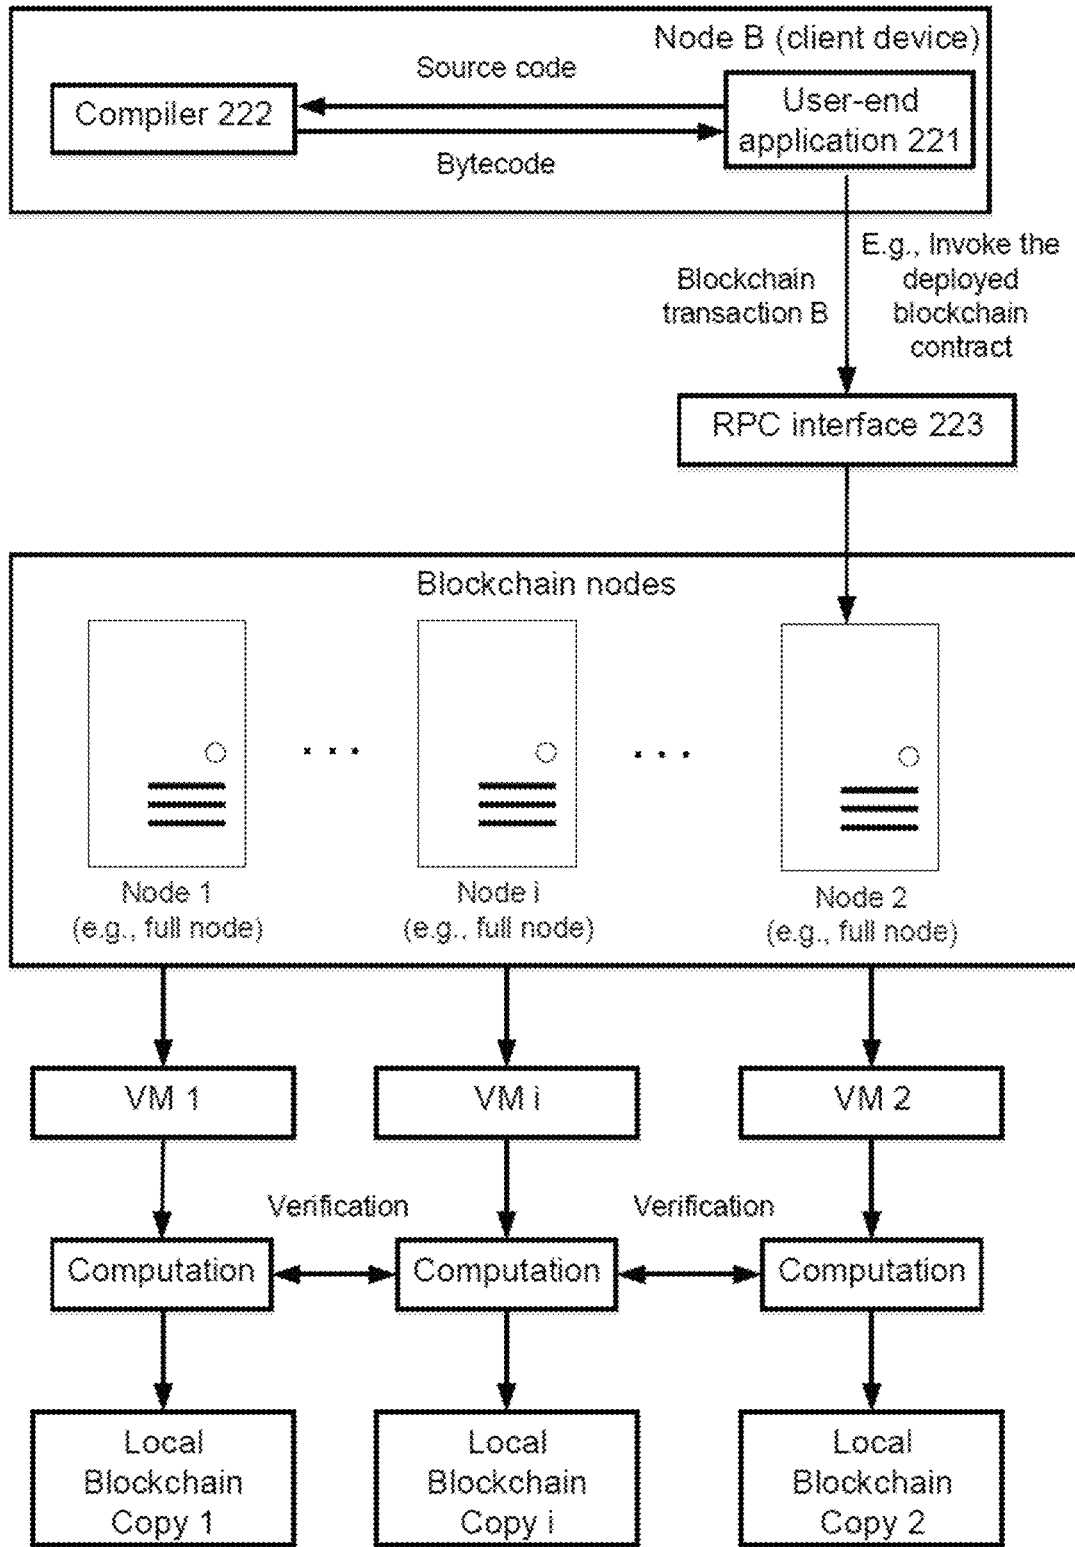 Node B (client device)
Source code
Compiler 222
User-end
application 221
Bytecode
Blockchain
transaction B
E.g., Invoke the
deployed
blockchain
contract
RPC interface 223
Blockchain nodes
Node 1
(e.g., full node)
Node i
(e.g., full node)
Node 2
(e.g., full node)
VM 1
VM i
VM 2
Verification
Verification
Computation
Computation
Computation
Local
Blockchain
Copy 1
Local
Blockchain
Copy i
Local
Blockchain
Copy 2